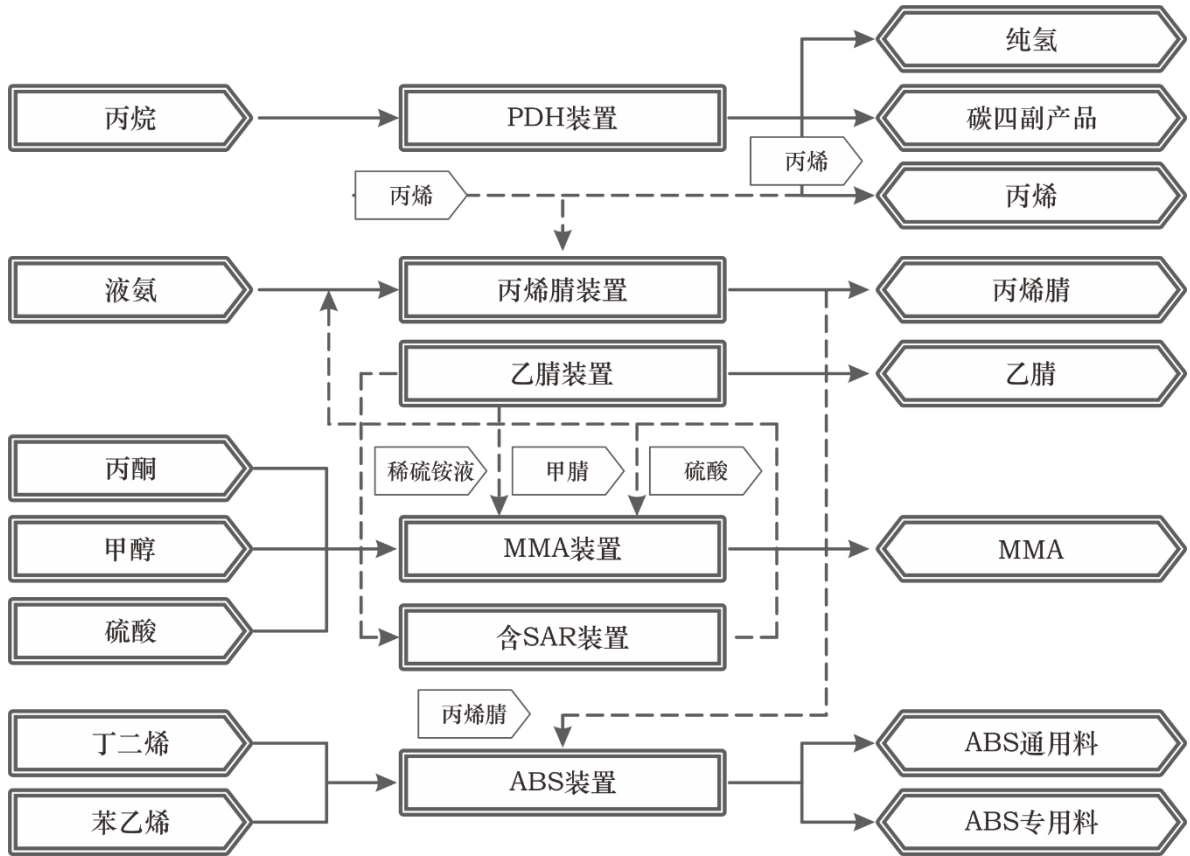 纯氢
丙烷
PDH装置
碳四副产品
丙烯
丙烯
丙烯
液氨
丙烯腈装置
丙烯腈
乙腈装置
乙腈
丙酮
稀硫铵液
甲腈
硫酸
甲醇
MMA装置
MMA
硫酸
含SAR装置
丙烯腈
丁二烯
ABS通用料
ABS装置
苯乙烯
ABS专用料